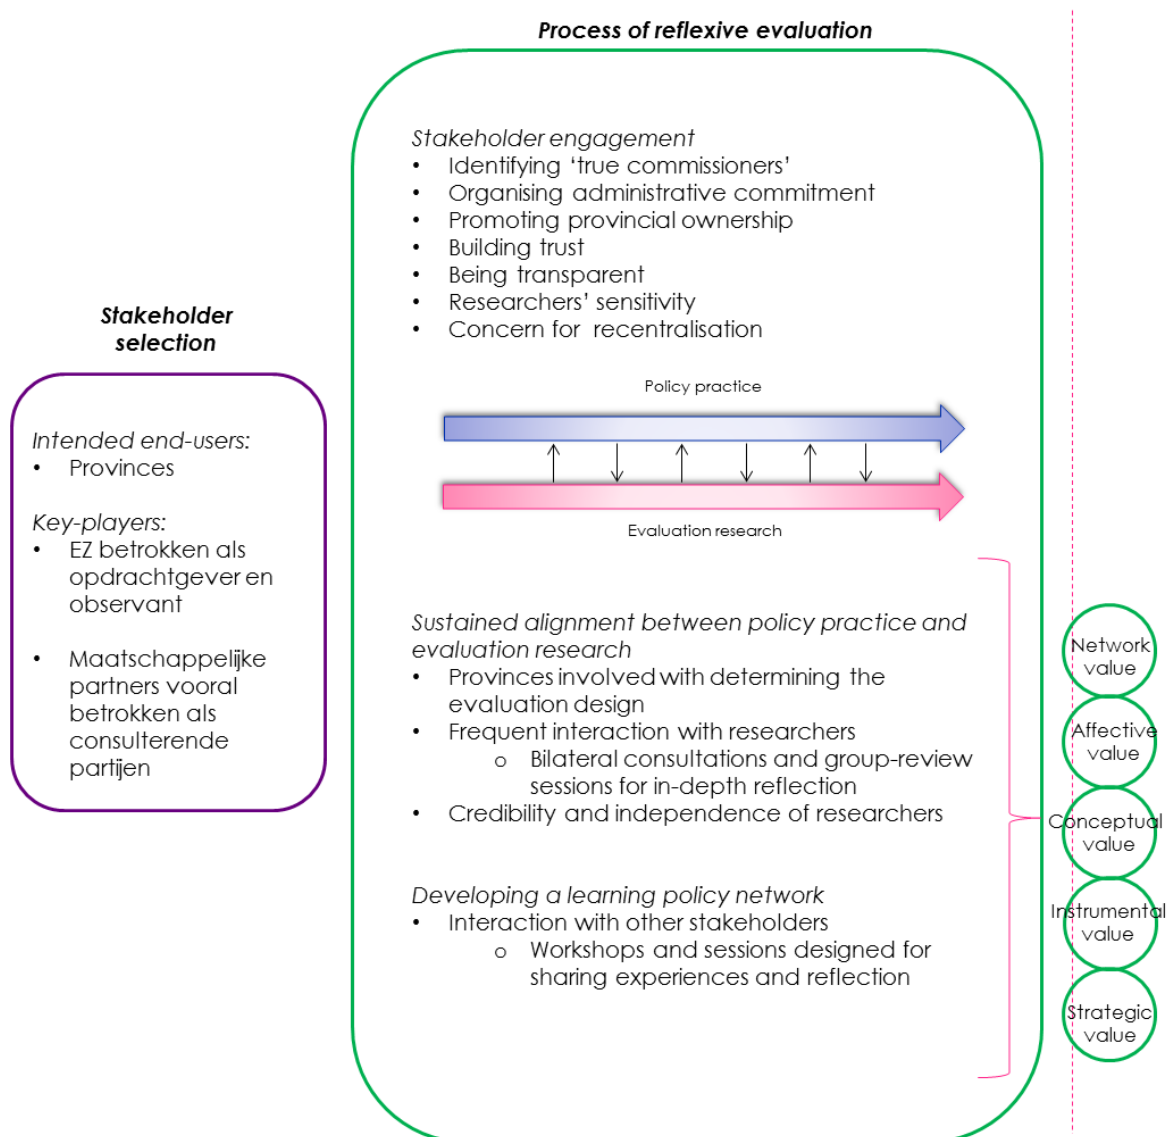 Process of reflexive evaluation
Stakeholder engagement
• Identifying ‘true commissioners’
• Organising administrative commitment
• Promoting provincial ownership
• Building trust
• Being transparent
• Researchers’ sensitivity
• Concern for recentralisation
Stakeholder
selection
Intended end-users:
• Provinces
Key-players:
• EZ betrokken als
opdrachtgever en
observant
• Maatschappelijke
partners vooral
betrokken als
consulterende
partijen
Policy practice
Evaluation research
Sustained alignment between policy practice and
evaluation research
• Provinces involved with determining the
evaluation design
• Frequent interaction with researchers
o Bilateral consultations and group-review
sessions for in-depth reflection
• Credibility and independence of researchers
Developing a learning policy network
• Interaction with other stakeholders
o Workshops and sessions designed for
sharing experiences and reflection
Network
value
Affective
value
Conceptual
value
Instrumental
value
Strategic
value